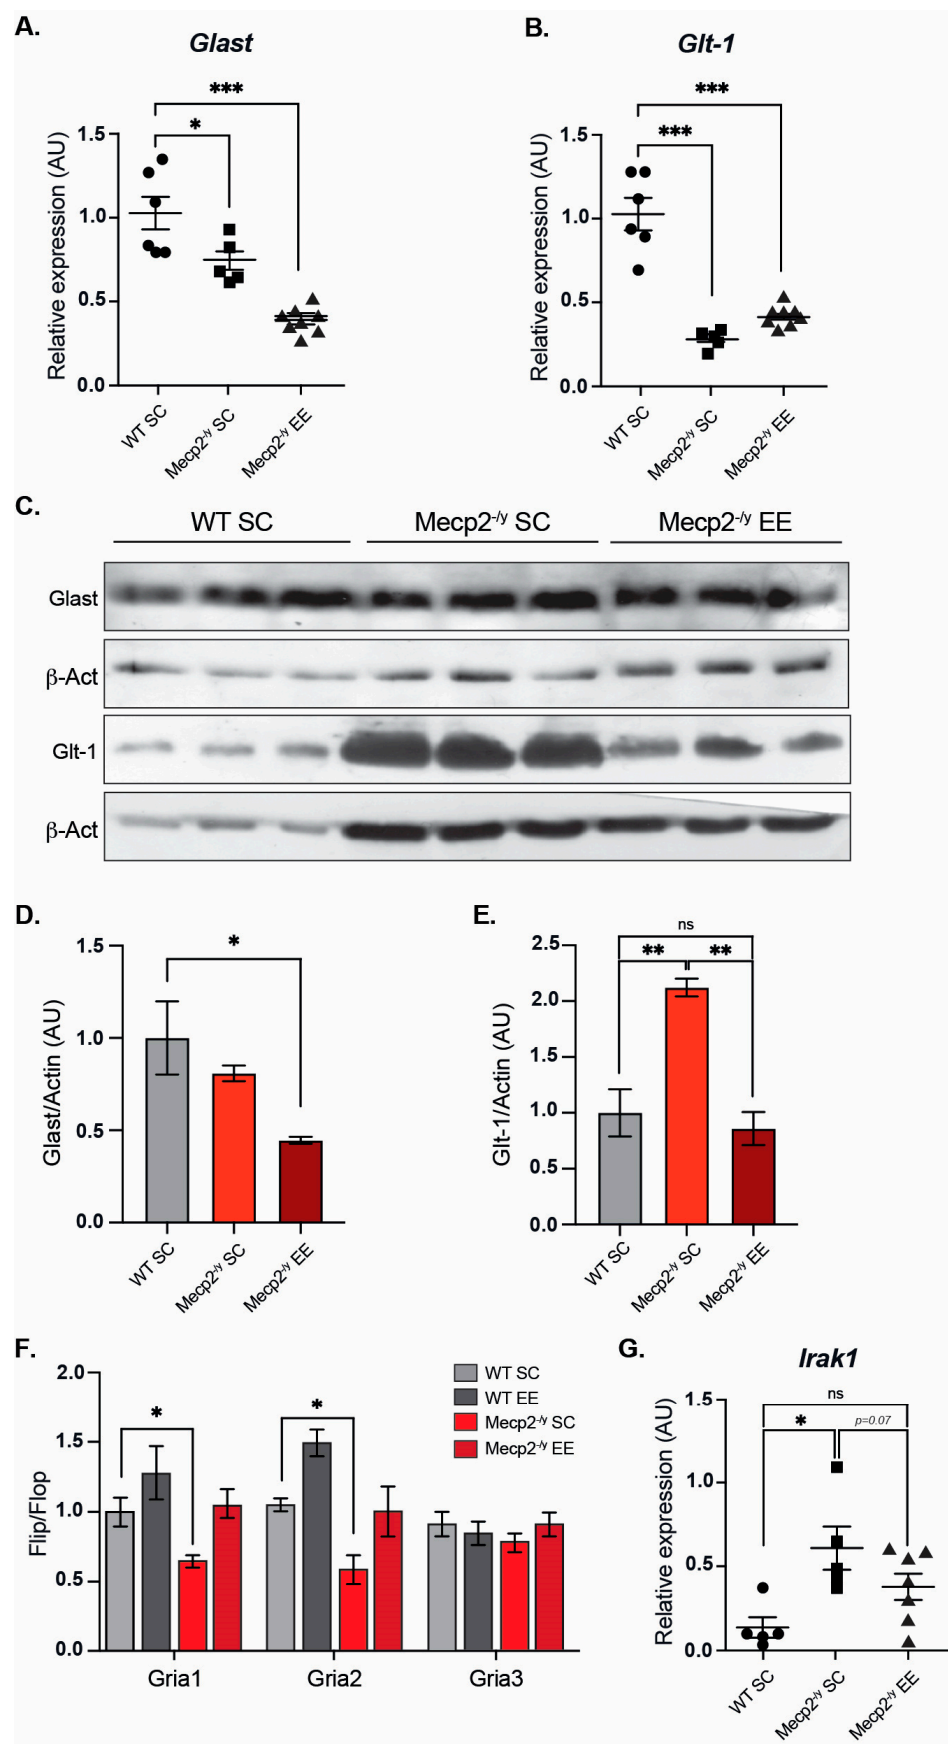 A.
Glast
***
*
Relative expression (AU)
1.5
1.0
0.5
0.0
WT SC
Mecp2-/y SC
Mecp2-/y EE
B.
Glt-1
***
***
Relative expression (AU)
1.5
1.0
0.5
0.0
WT SC
Mecp2-/y SC
Mecp2-/y EE
C.
WT SC Mecp2-/y SC Mecp2-/y EE
Glast
β-Act
Glt-1
β-Act
D.
*
Glast/Actin (AU)
1.5
1.0
0.5
0.0
WT SC
Mecp2-/y SC
Mecp2-/y EE
E.
ns
** **
Glt-1/Actin (AU)
2.5
2.0
1.5
1.0
0.5
0.0
WT SC
Mecp2-/y SC
Mecp2-/y EE
F.
WT SC
WT EE
Mecp2-/y SC
Mecp2-/y EE
* *
Flip/Flop
2.0
1.5
1.0
0.5
0.0
Gria1 Gria2 Gria3
G.
Irak1
ns
* p=0.07
Relative expression (AU)
1.5
1.0
0.5
0.0
WT SC
Mecp2-/y SC
Mecp2-/y EE